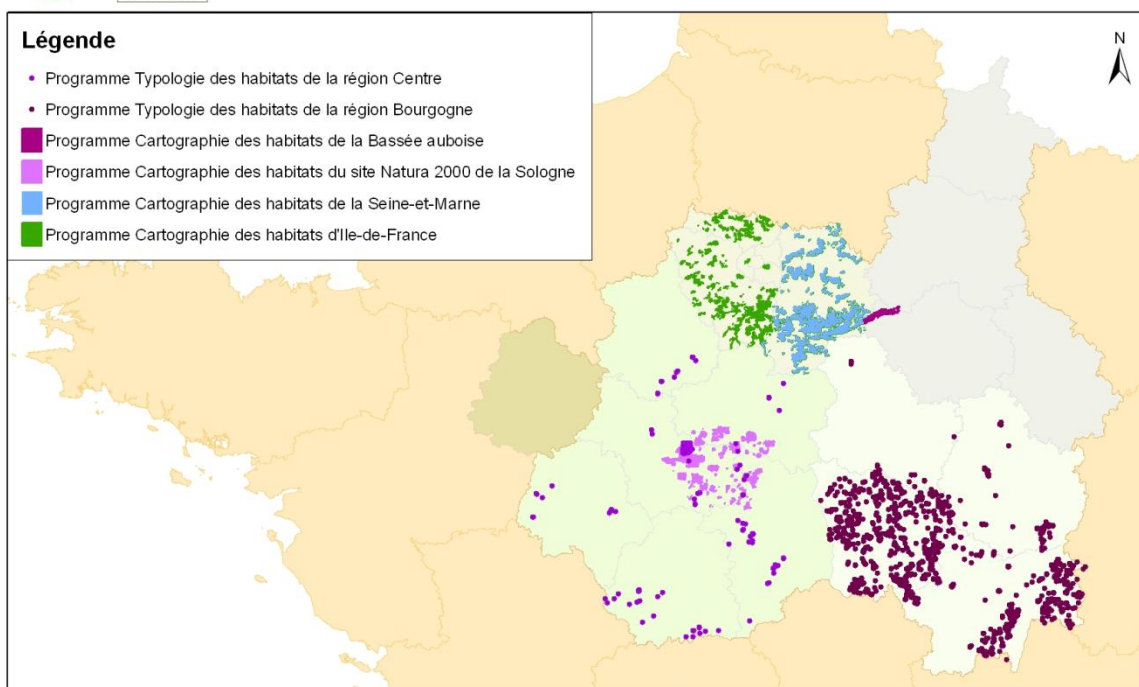 Légende
N
Programme Typologie des habitats de la région Centre
Programme Typologie des habitats de la région Bourgogne
Programme Cartographie des habitats de la Bassée auboise
Programme Cartographie des habitats du site Natura 2000 de la Sologne
Programme Cartographie des habitats de la Seine-et-Marne
Programme Cartographie des habitats d'Ile-de-France